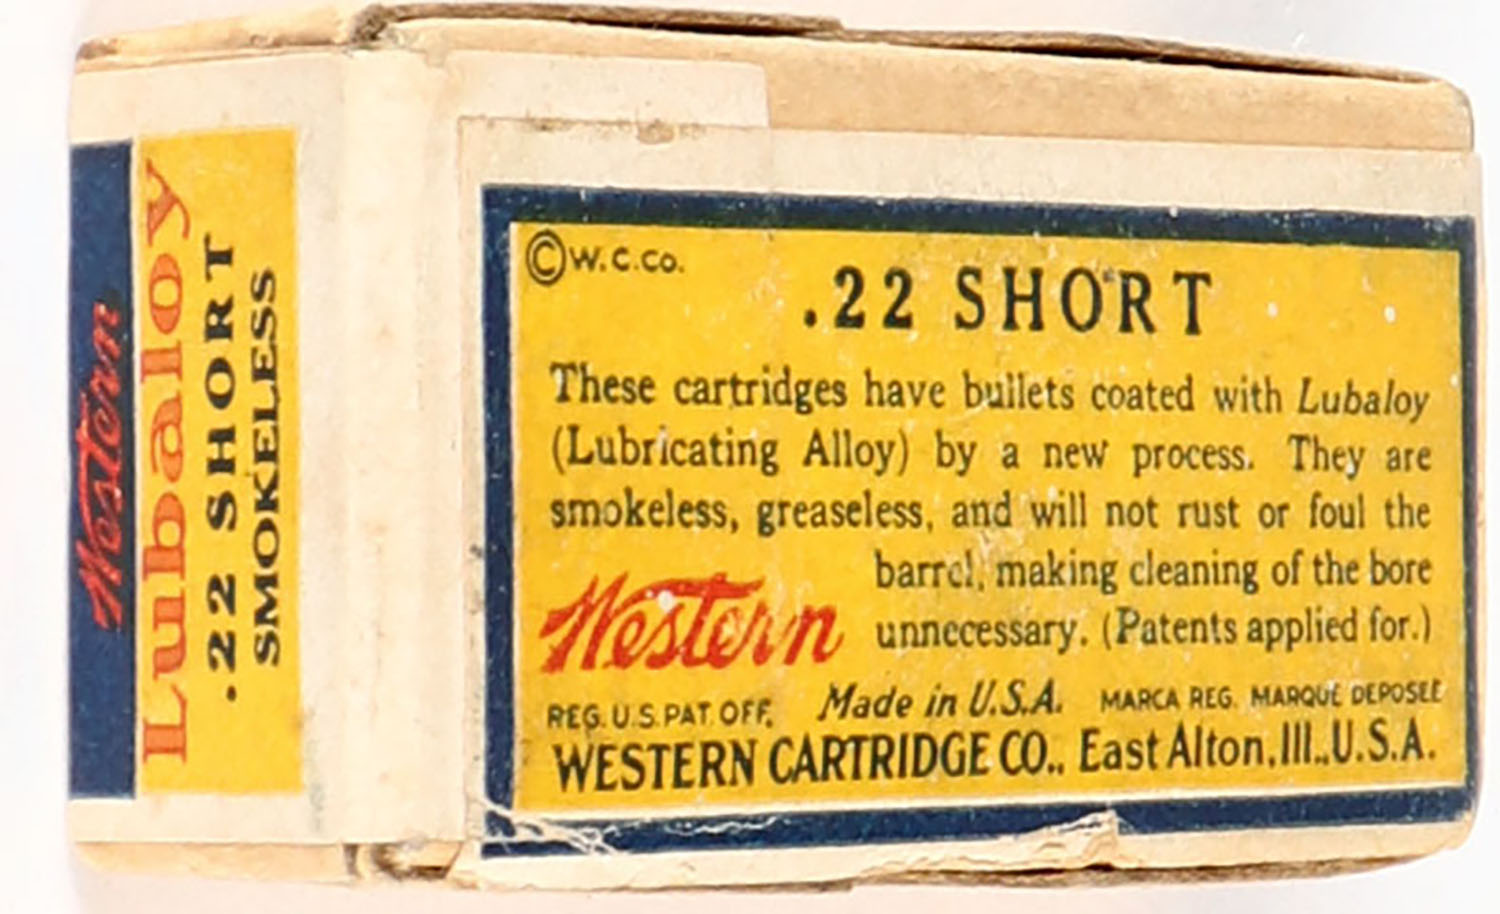 Western
Lubaloy
.22 SHORT
SMOKELESS
©W.C.CO.
.22 SHORT
These cartridges have bullets coated with Lubaloy
(Lubricating Alloy) by a new process. They are
smokeless, greaseless, and will not rust or foul the
barrel, making cleaning of the bore
unnecessary. (Patents applied for.)
Western
REG. U.S. PAT. OFF. Made in U.S.A. MARCA REG. MARQUE DEPOSEE
WESTERN CARTRIDGE CO., East Alton, Ill., U.S.A.